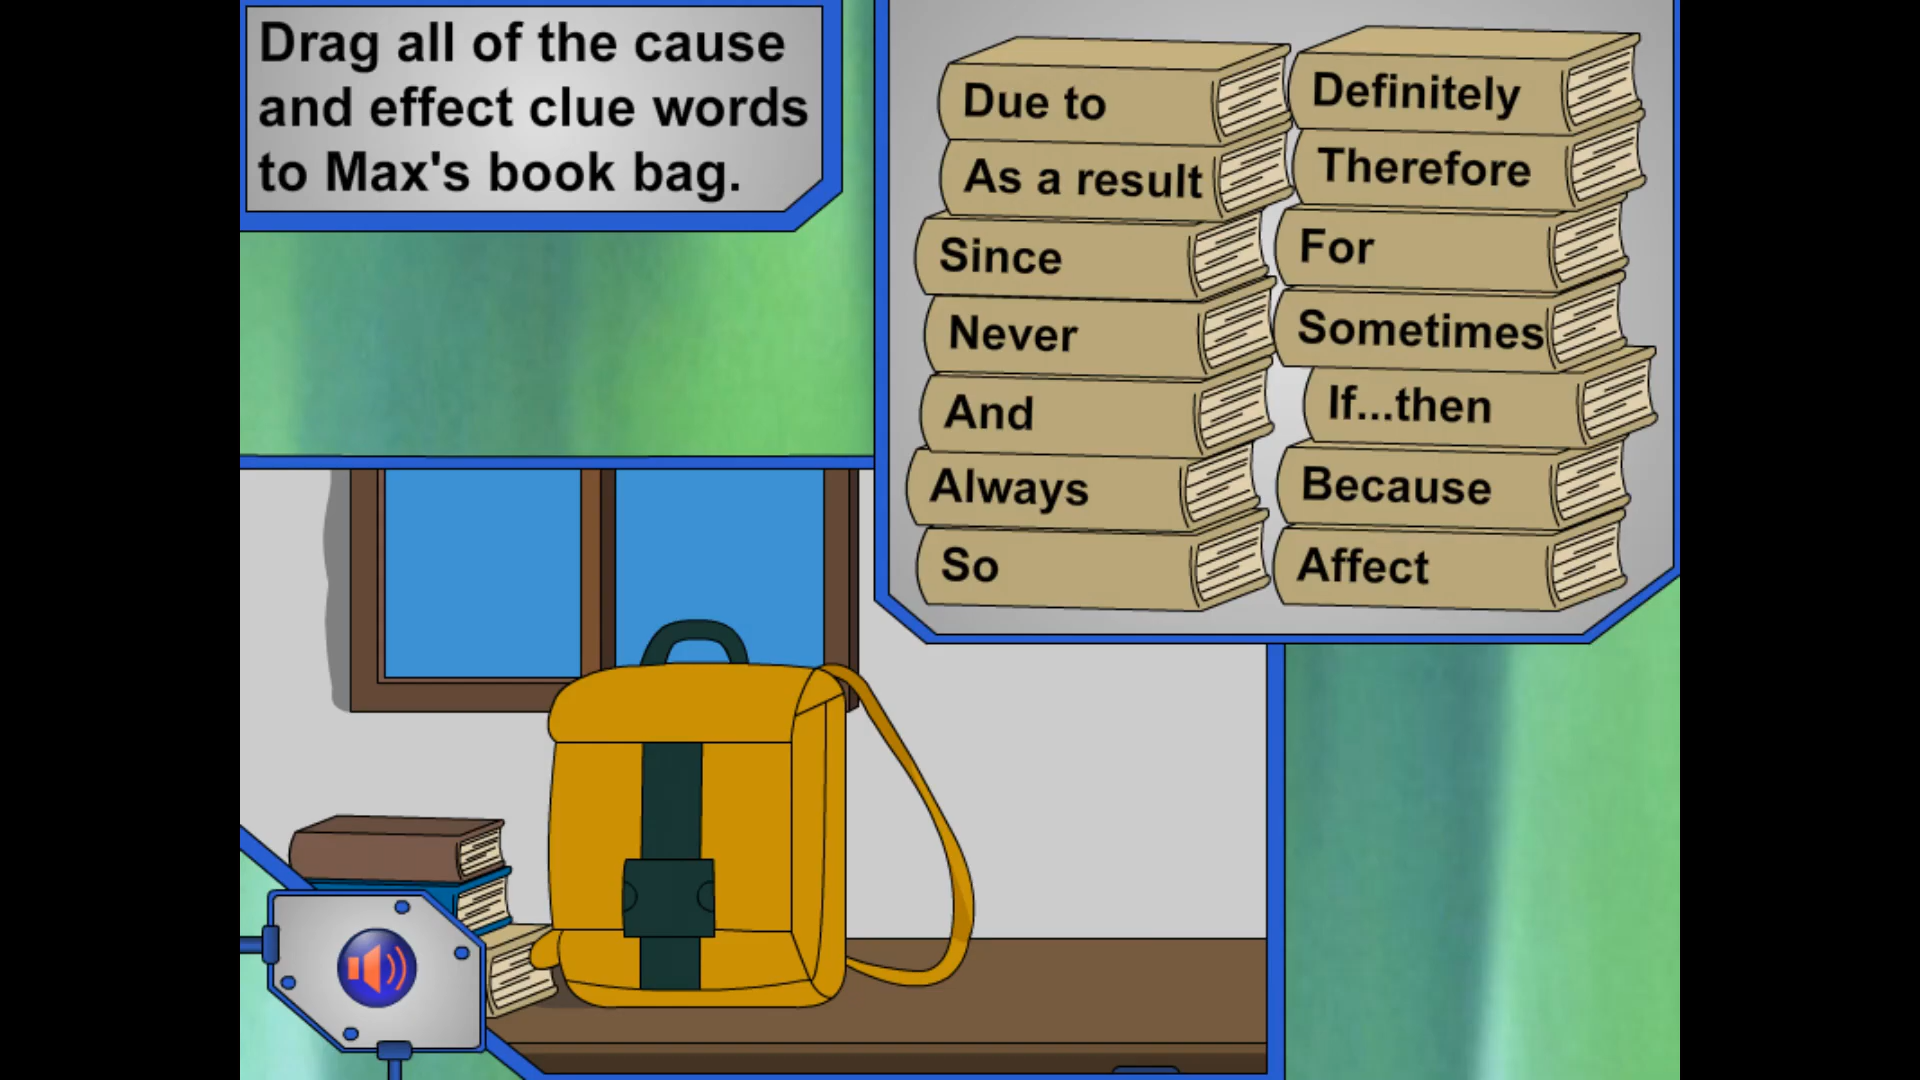 Drag all of the cause
and effect clue words
to Max's book bag.
Due to
As a result
Since
Never
And
Always
So
Definitely
Therefore
For
Sometimes
If...then
Because
Affect